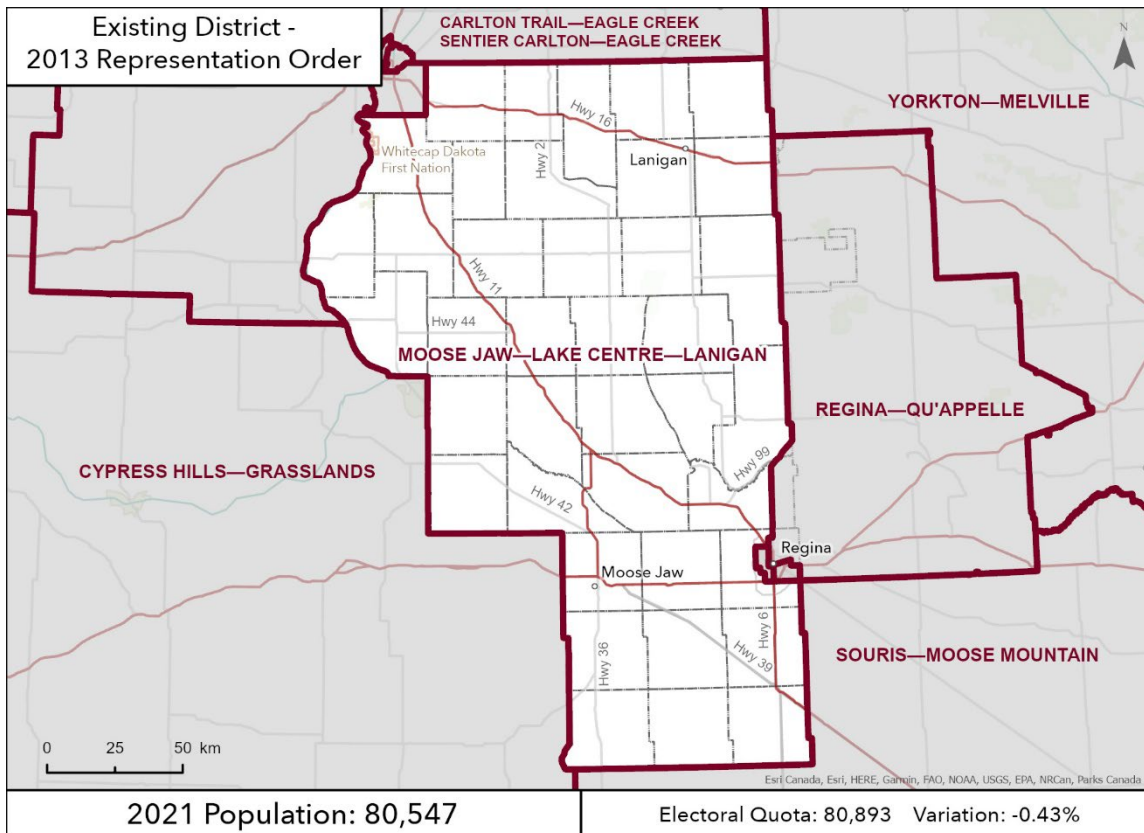 Existing District -
2013 Representation Order
CARLTON TRAIL—EAGLE CREEK
SENTIER CARLTON—EAGLE CREEK
N
YORKTON—MELVILLE
Hwy 16
Whitecap Dakota
First Nation
Hwy 2
Lanigan
Hwy 11
Hwy 44
MOOSE JAW—LAKE CENTRE—LANIGAN
REGINA—QU'APPELLE
CYPRESS HILLS—GRASSLANDS
Hwy 99
Hwy 42
Regina
Moose Jaw
Hwy 6
Hwy 36
Hwy 39
SOURIS—MOOSE MOUNTAIN
0 25 50 km
Esri Canada, Esri, HERE, Garmin, FAO, NOAA, USGS, EPA, NRCan, Parks Canada
2021 Population: 80,547
Electoral Quota: 80,893 Variation: -0.43%